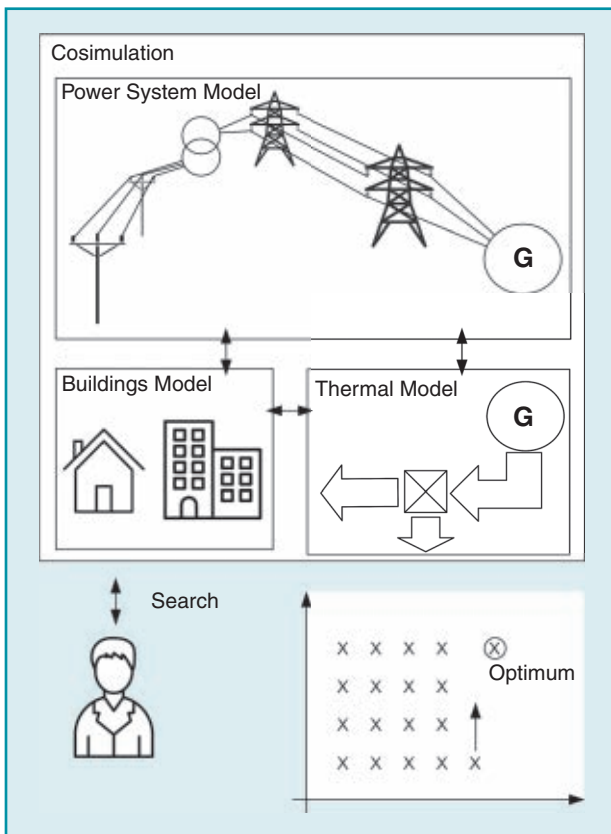 Cosimulation
Power System Model
G
Buildings Model
Thermal Model
G
Search
x x x x x
Optimum
x x x x
x x x x
x x x x x